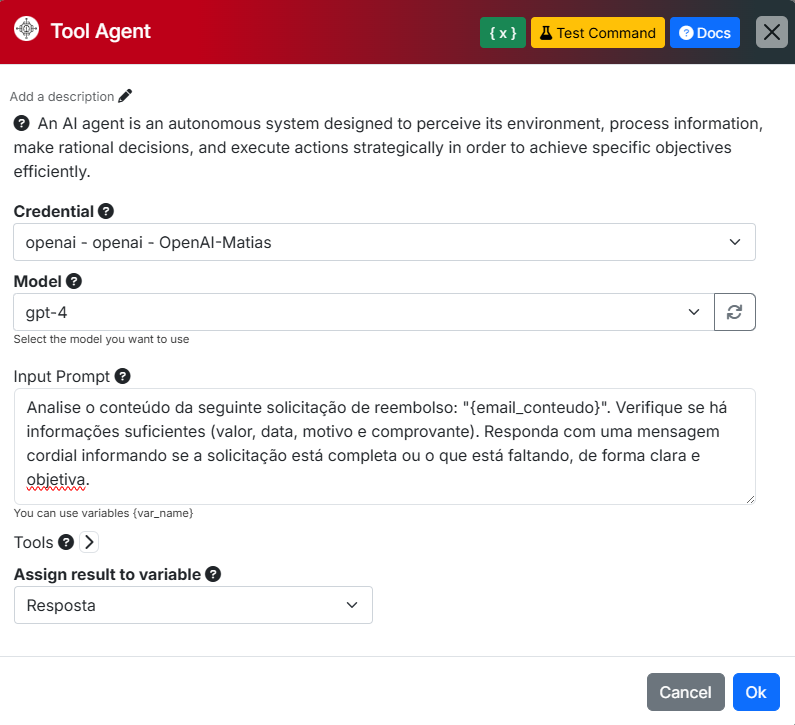 Tool Agent
{ x }
Test Command
Docs
Add a description
An AI agent is an autonomous system designed to perceive its environment, process information,
make rational decisions, and execute actions strategically in order to achieve specific objectives
efficiently.
Credential
openai - openai - OpenAI-Matias
Model
gpt-4
Select the model you want to use
Input Prompt
Analise o conteúdo da seguinte solicitação de reembolso: "{email_conteudo}". Verifique se há
informações suficientes (valor, data, motivo e comprovante). Responda com uma mensagem
cordial informando se a solicitação está completa ou o que está faltando, de forma clara e
objetiva.
You can use variables {var_name}
Tools
Assign result to variable
Resposta
Cancel
Ok